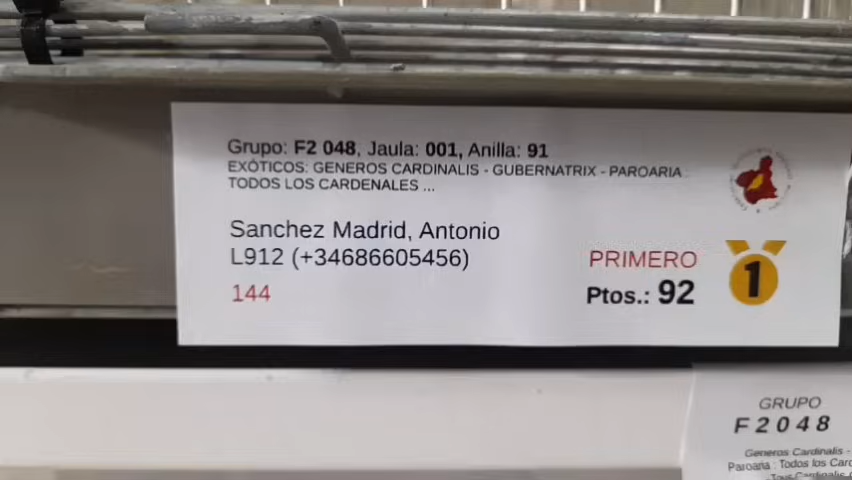 Grupo: F2 048, Jaula: 001, Anilla: 91
EXÓTICOS: GENEROS CARDINALIS - GUBERNATRIX - PAROARIA :
TODOS LOS CARDENALES ...
Sanchez Madrid, Antonio
L912 (+34686605456)
144
PRIMERO
Ptos.: 92
1
GRUPO
F2048
Generos Cardinalis -
Paroaria : Todos los Card